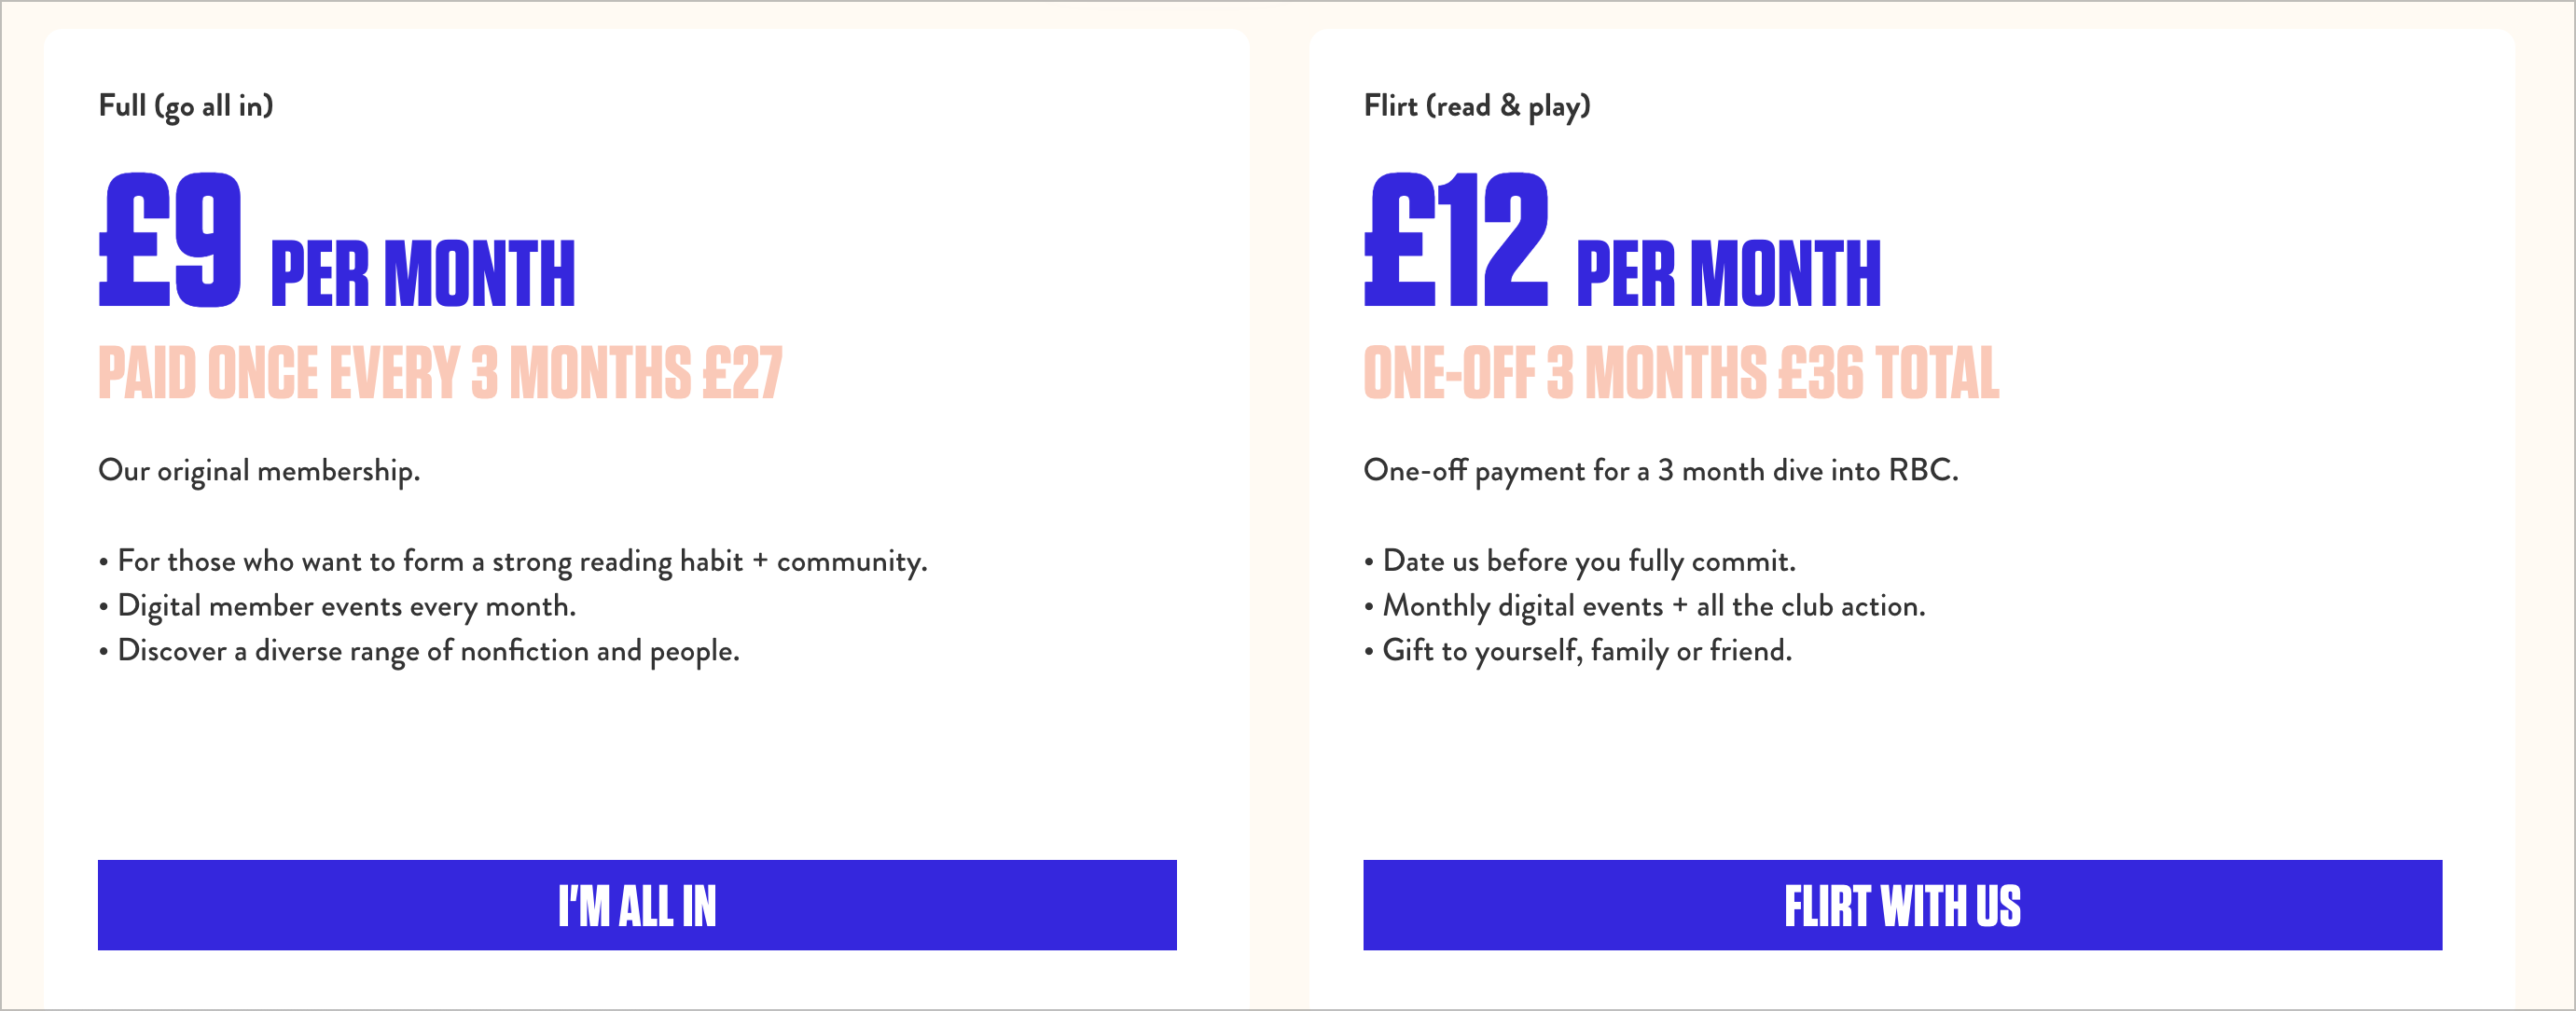 Full (go all in)
£9 PER MONTH
PAID ONCE EVERY 3 MONTHS £27
Our original membership.
• For those who want to form a strong reading habit + community.
• Digital member events every month.
• Discover a diverse range of nonfiction and people.
I'M ALL IN
Flirt (read & play)
£12 PER MONTH
ONE-OFF 3 MONTHS £36 TOTAL
One-off payment for a 3 month dive into RBC.
• Date us before you fully commit.
• Monthly digital events + all the club action.
• Gift to yourself, family or friend.
FLIRT WITH US